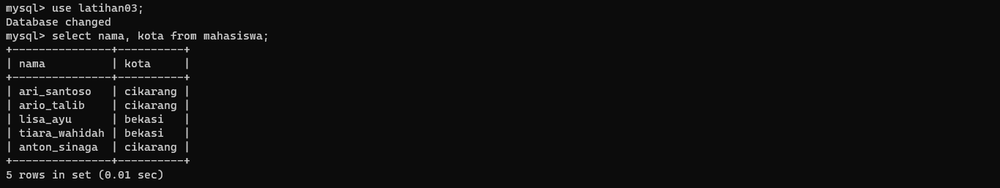 mysql> use latihan03;
Database changed
mysql> select nama, kota from mahasiswa;
+---------------+----------+
| nama          | kota     |
+---------------+----------+
| ari_santoso   | cikarang |
| ario_talib    | cikarang |
| lisa_ayu      | bekasi   |
| tiara_wahidah | bekasi   |
| anton_sinaga  | cikarang |
+---------------+----------+
5 rows in set (0.01 sec)